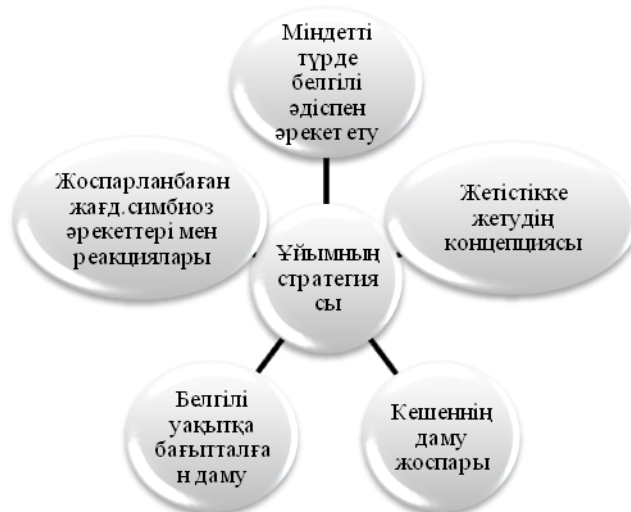 Міндетті
түрде
белгілі
әдіспен
әрекет ету
Жоспарланбаған
жағд.симбиоз
әрекеттері мен
реакциялары
Жетістікке
жетудің
концепциясы
Ұйымның
стратегия
сы
Белгілі
уақыпқа
бағытталға
н даму
Кешеннің
даму
жоспары